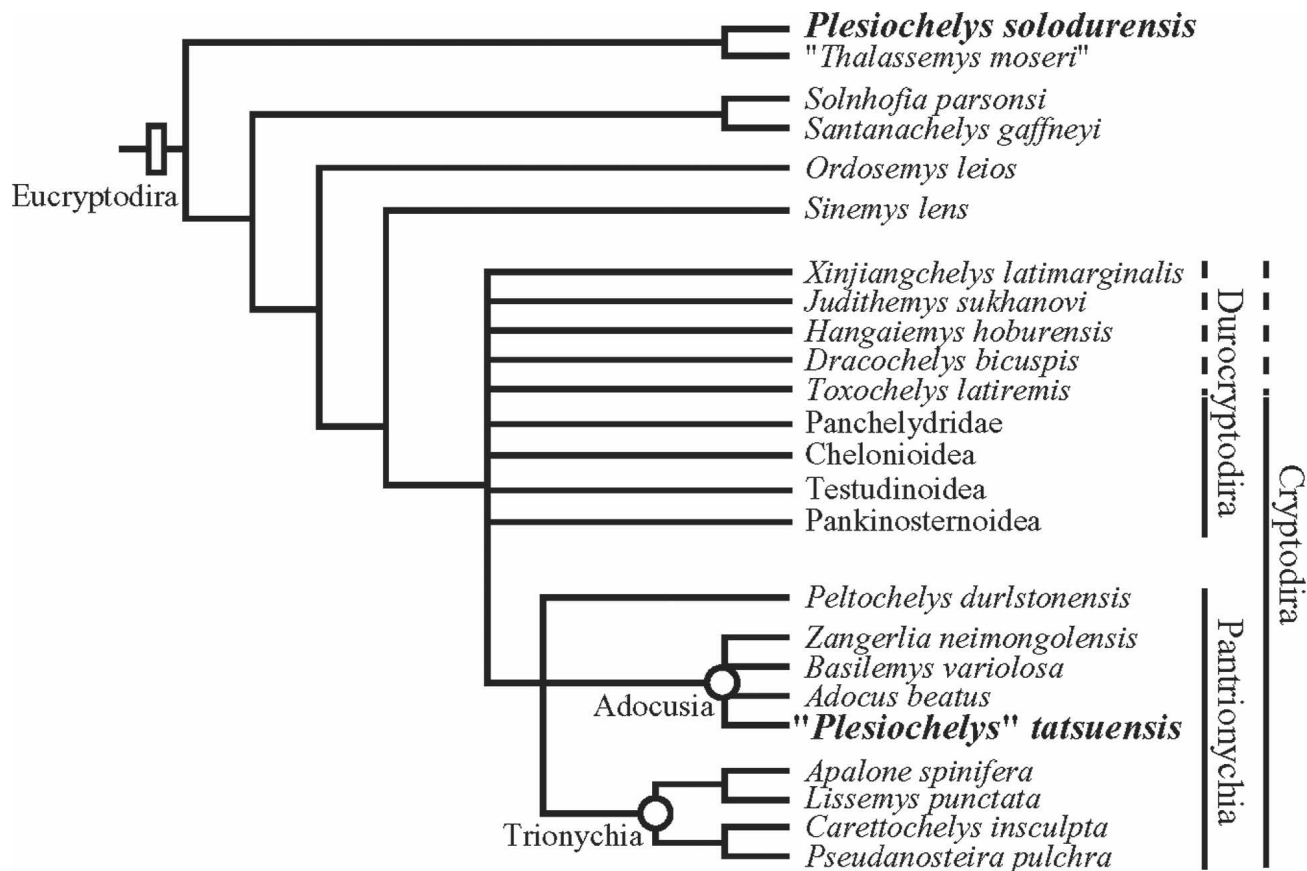 Plesiochelys solodurensis
"Thalassemys moseri"
Solnhofia parsonsi
Santanachelys gaffneyi
Ordosemys leios
Eucryptodira
Sinemys lens
Xinjiangchelys latimarginalis
Judithemys sukhanovi
Hangaiemys hoburensis
Dracochelys bicuspis
Toxochelys latiremis
Panchelydridae
Chelonioidea
Testudinoidea
Pankinosternoidea
Durocryptodira
Cryptodira
Peltochelys durlstonensis
Zangerlia neimongolensis
Basilemys variolosa
Adocus beatus
Adocusia
"Plesiochelys" tatsuensis
Apalone spinifera
Lissemys punctata
Carettochelys insculpta
Trionychia
Pseudanosteira pulchra
Pantrionychia